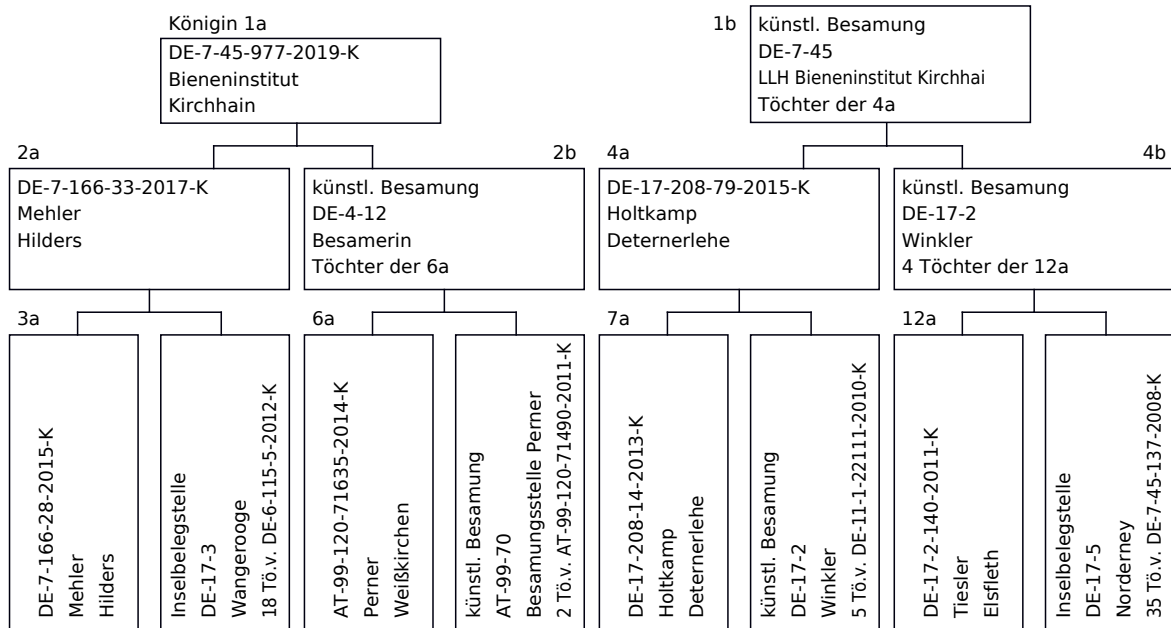 Königin 1a
DE-7-45-977-2019-K
Bieneninstitut
Kirchhain
1b
künstl. Besamung
DE-7-45
LLH Bieneninstitut Kirchhai
Töchter der 4a
2a
DE-7-166-33-2017-K
Mehler
Hilders
2b
künstl. Besamung
DE-4-12
Besamerin
Töchter der 6a
4a
DE-17-208-79-2015-K
Holtkamp
Deternerlehe
4b
künstl. Besamung
DE-17-2
Winkler
4 Töchter der 12a
3a
DE-7-166-28-2015-K
Mehler
Hilders
Inselbelegstelle
DE-17-3
Wangerooge
18 Tö.v. DE-6-115-5-2012-K
6a
AT-99-120-71635-2014-K
Perner
Weißkirchen
künstl. Besamung
AT-99-70
Besamungsstelle Perner
2 Tö.v. AT-99-120-71490-2011-K
7a
DE-17-208-14-2013-K
Holtkamp
Deternerlehe
künstl. Besamung
DE-17-2
Winkler
5 Tö.v. DE-11-1-22111-2010-K
12a
DE-17-2-140-2011-K
Tiesler
Elsfleth
Inselbelegstelle
DE-17-5
Norderney
35 Tö.v. DE-7-45-137-2008-K